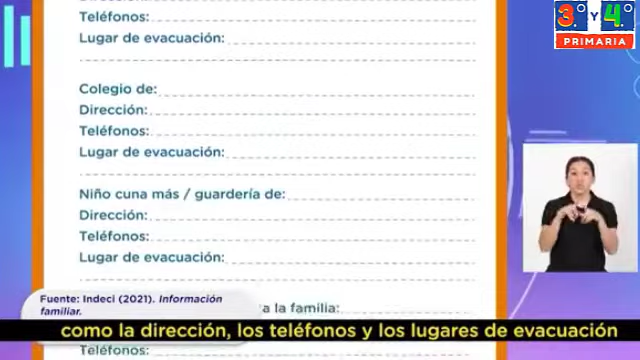 3.° Y 4.°
PRIMARIA
Teléfonos:
Lugar de evacuación:
Colegio de:
Dirección:
Teléfonos:
Lugar de evacuación:
Niño cuna más / guardería de:
Dirección:
Teléfonos:
Lugar de evacuación:
Fuente: Indeci (2021). Información
familiar.
a la familia:
como la dirección, los teléfonos y los lugares de evacuación
Teléfonos: